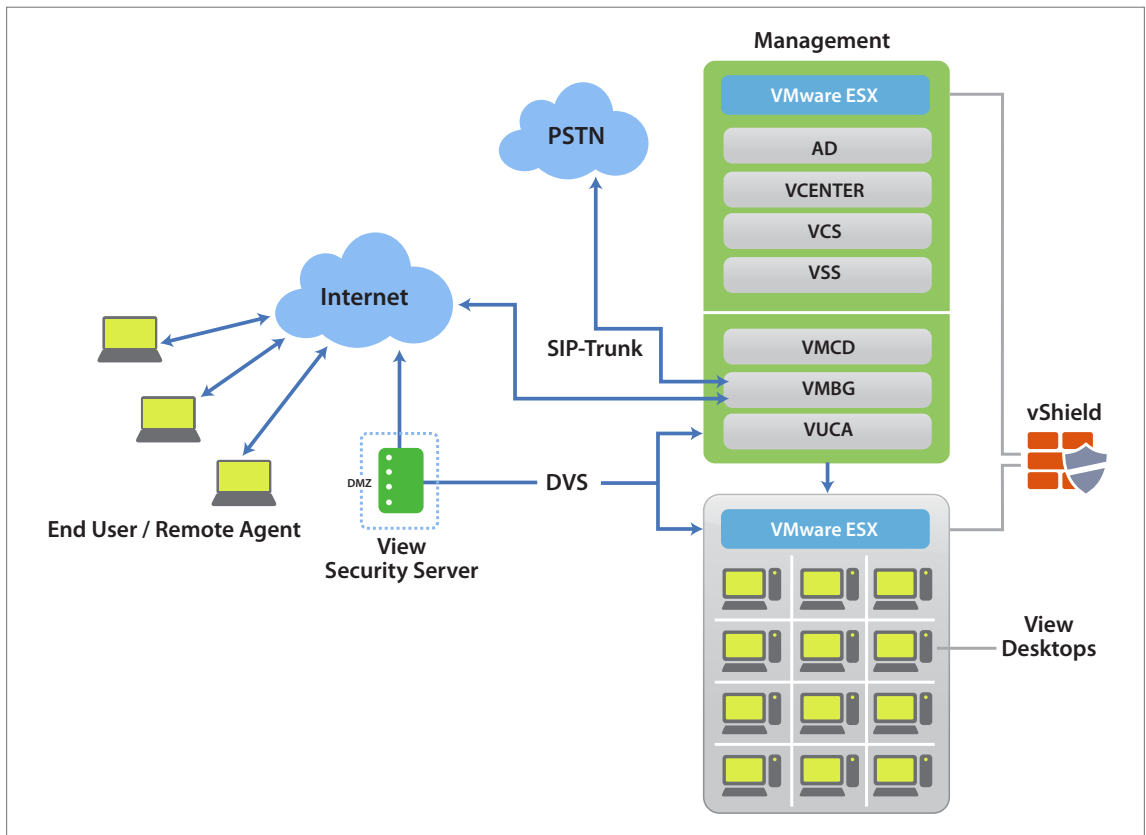 Management
VMware ESX
AD
VCENTER
VCS
VSS
PSTN
Internet
SIP-Trunk
VMCD
VMBG
VUCA
vShield
DMZ
DVS
End User / Remote Agent
View
Security Server
VMware ESX
View
Desktops